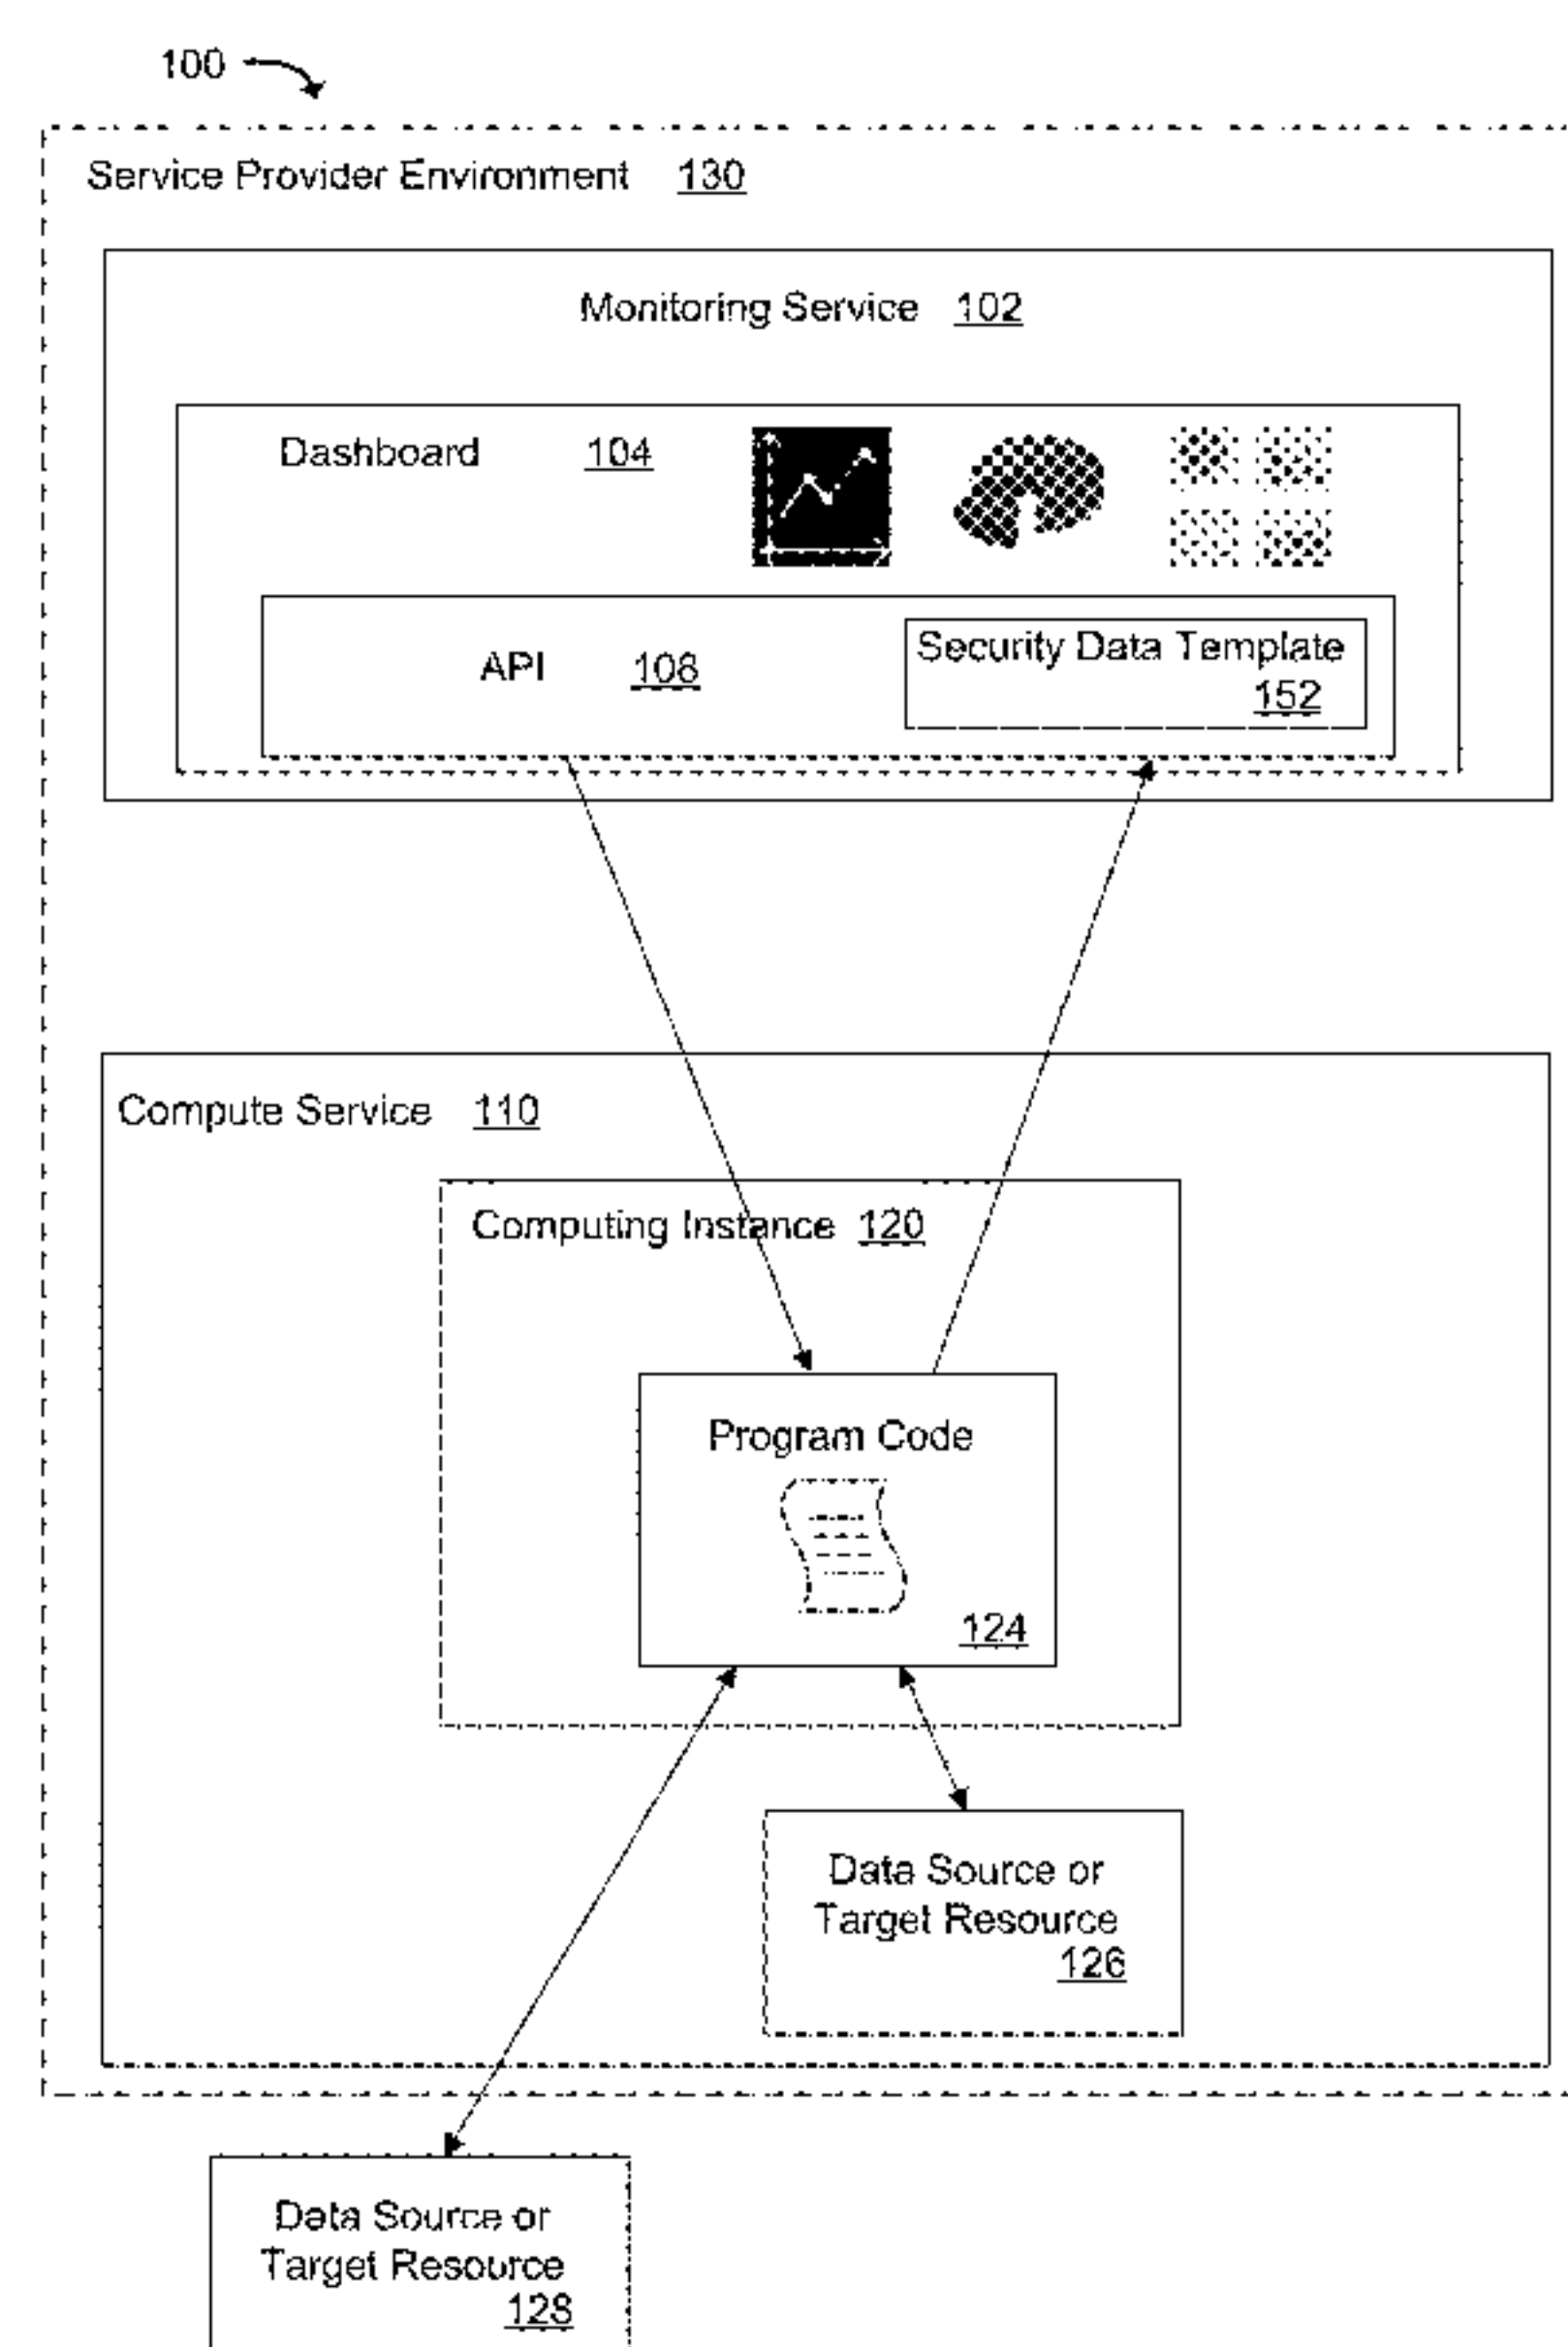 100
Service Provider Environment 130
Monitoring Service 102
Dashboard 104
API 108
Security Data Template
152
Compute Service 110
Computing Instance 120
Program Code
124
Data Source or
Target Resource
126
Data Source or
Target Resource
128